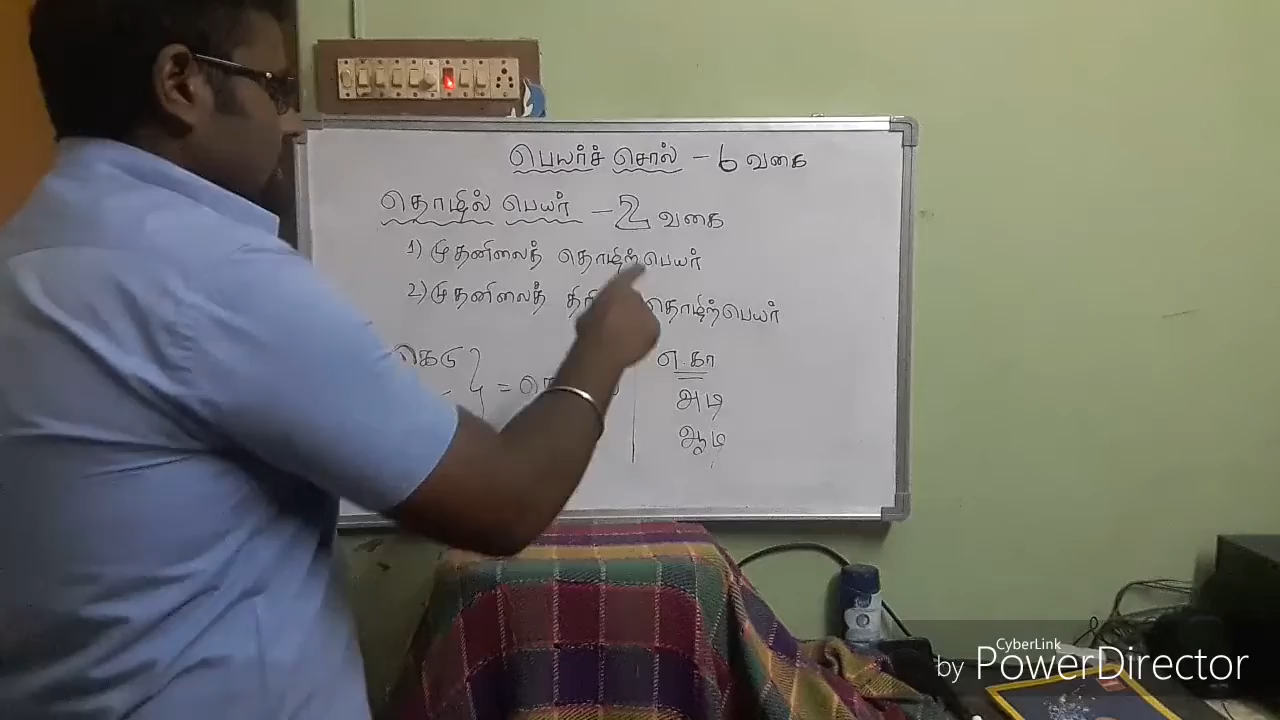 பெயர்ச் சொல் – 6 வகை
தொழில் பெயர் – 2 வகை
1) முதனிலைத் தொழிற்பெயர்
2) முதனிலைத் தொழிற்பெயர்
கெடு எ.கா
=
அடி
ஆடி
CyberLink
by PowerDirector